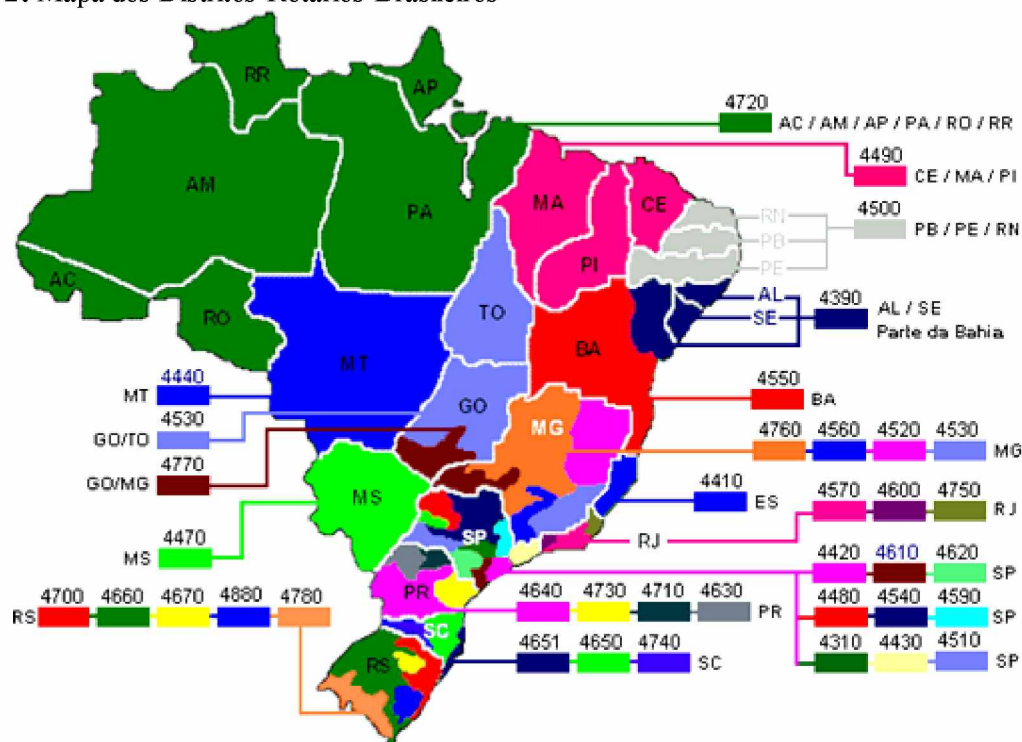 2. Mapa dos Distritos Rotários Brasileiros
RR
AP
4720
AC / AM / AP / PA / RO / RR
4490
CE / MA / PI
AM
PA
MA
CE
RN
4500
PB / PE / RN
PB
PI
PE
AC
RO
TO
AL
4390
AL / SE
SE
Parte da Bahia
MT
BA
4440
MT
4550
BA
4530
GO/TO
GO
MG
4760 4560 4520 4530
MG
4770
GO/MG
4410
ES
MS
4570 4600 4750
RJ
SP
RJ
4470
MS
4420 4610 4620
SP
PR
4700 4660 4670 4880 4780
RS
4640 4730 4710 4630
PR
4480 4540 4590
SP
SC
4651 4650 4740
SC
4310 4430 4510
SP
RS